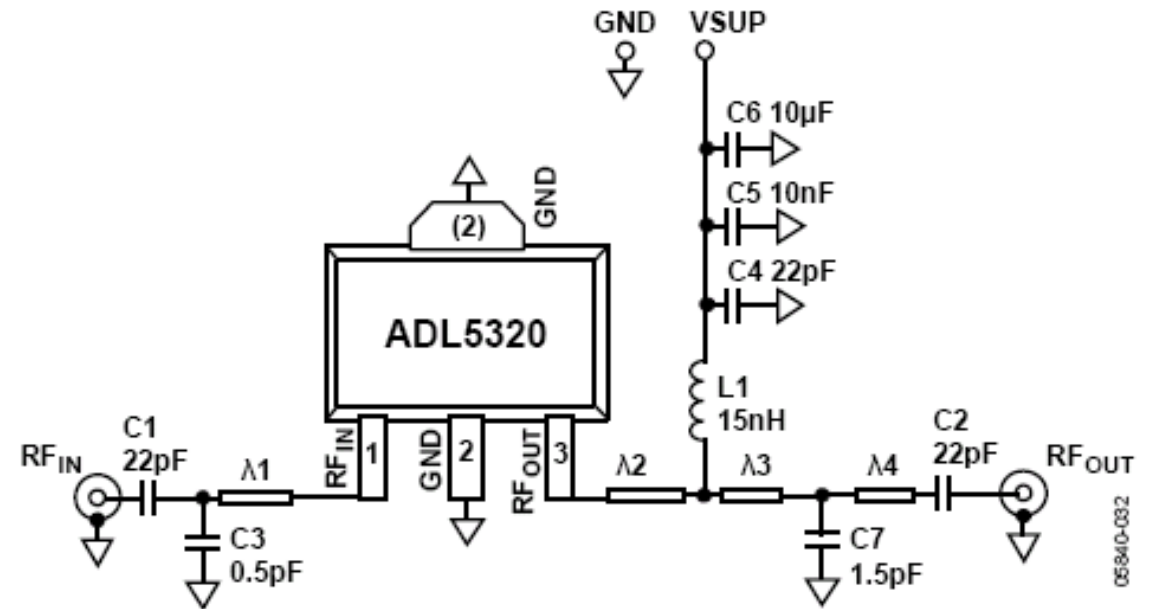 GND VSUP
C6 10µF
C5 10nF
C4 22pF
(2)
GND
ADL5320
L1
15nH
C1
22pF
RFIN
RFIN
1
GND
2
RFOUT
3
λ1
λ2
λ3
λ4
C2
22pF
RFOUT
C3
0.5pF
C7
1.5pF
05840-032